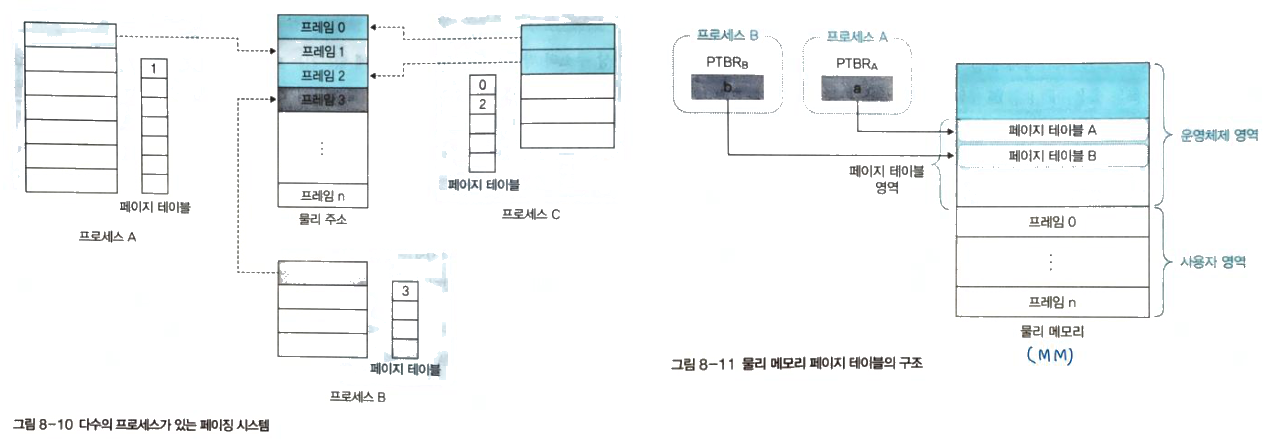 프레임 0
프레임 1
프레임 2
프레임 3
⋮
프레임 n
물리 주소
1
페이지 테이블
프로세스 A
0
2
페이지 테이블
프로세스 C
3
페이지 테이블
프로세스 B
그림 8-10 다수의 프로세스가 있는 페이징 시스템
프로세스 B
프로세스 A
PTBR_B
PTBR_A
b
a
페이지 테이블 A
페이지 테이블 B
운영체제 영역
페이지 테이블
영역
프레임 0
⋮
사용자 영역
프레임 n
물리 메모리
(MM)
그림 8-11 물리 메모리 페이지 테이블의 구조